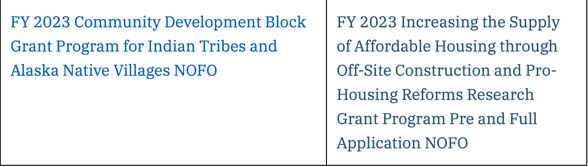 FY 2023 Community Development Block
Grant Program for Indian Tribes and
Alaska Native Villages NOFO
FY 2023 Increasing the Supply
of Affordable Housing through
Off-Site Construction and Pro-
Housing Reforms Research
Grant Program Pre and Full
Application NOFO